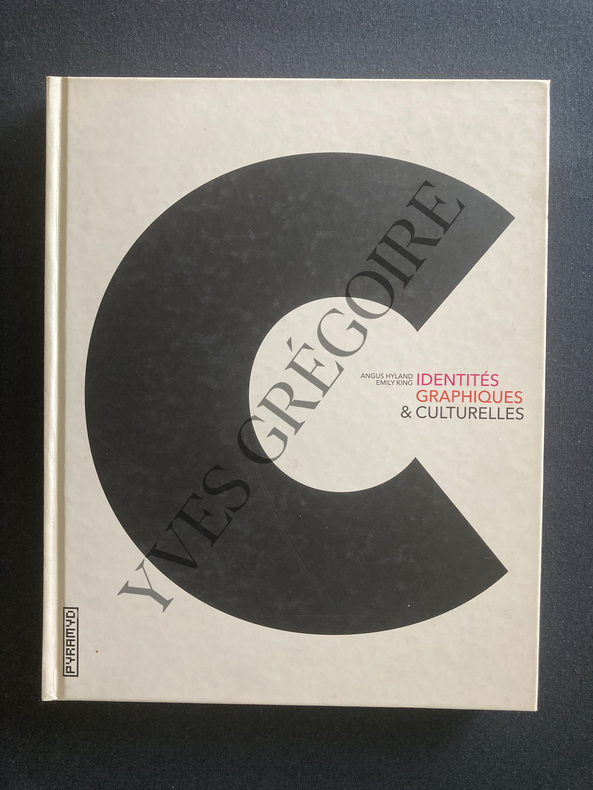 ANGUS HYLAND
EMILY KING
IDENTITÉS
GRAPHIQUES
& CULTURELLES
YVES GRÉGOIRE
PYRAMYD